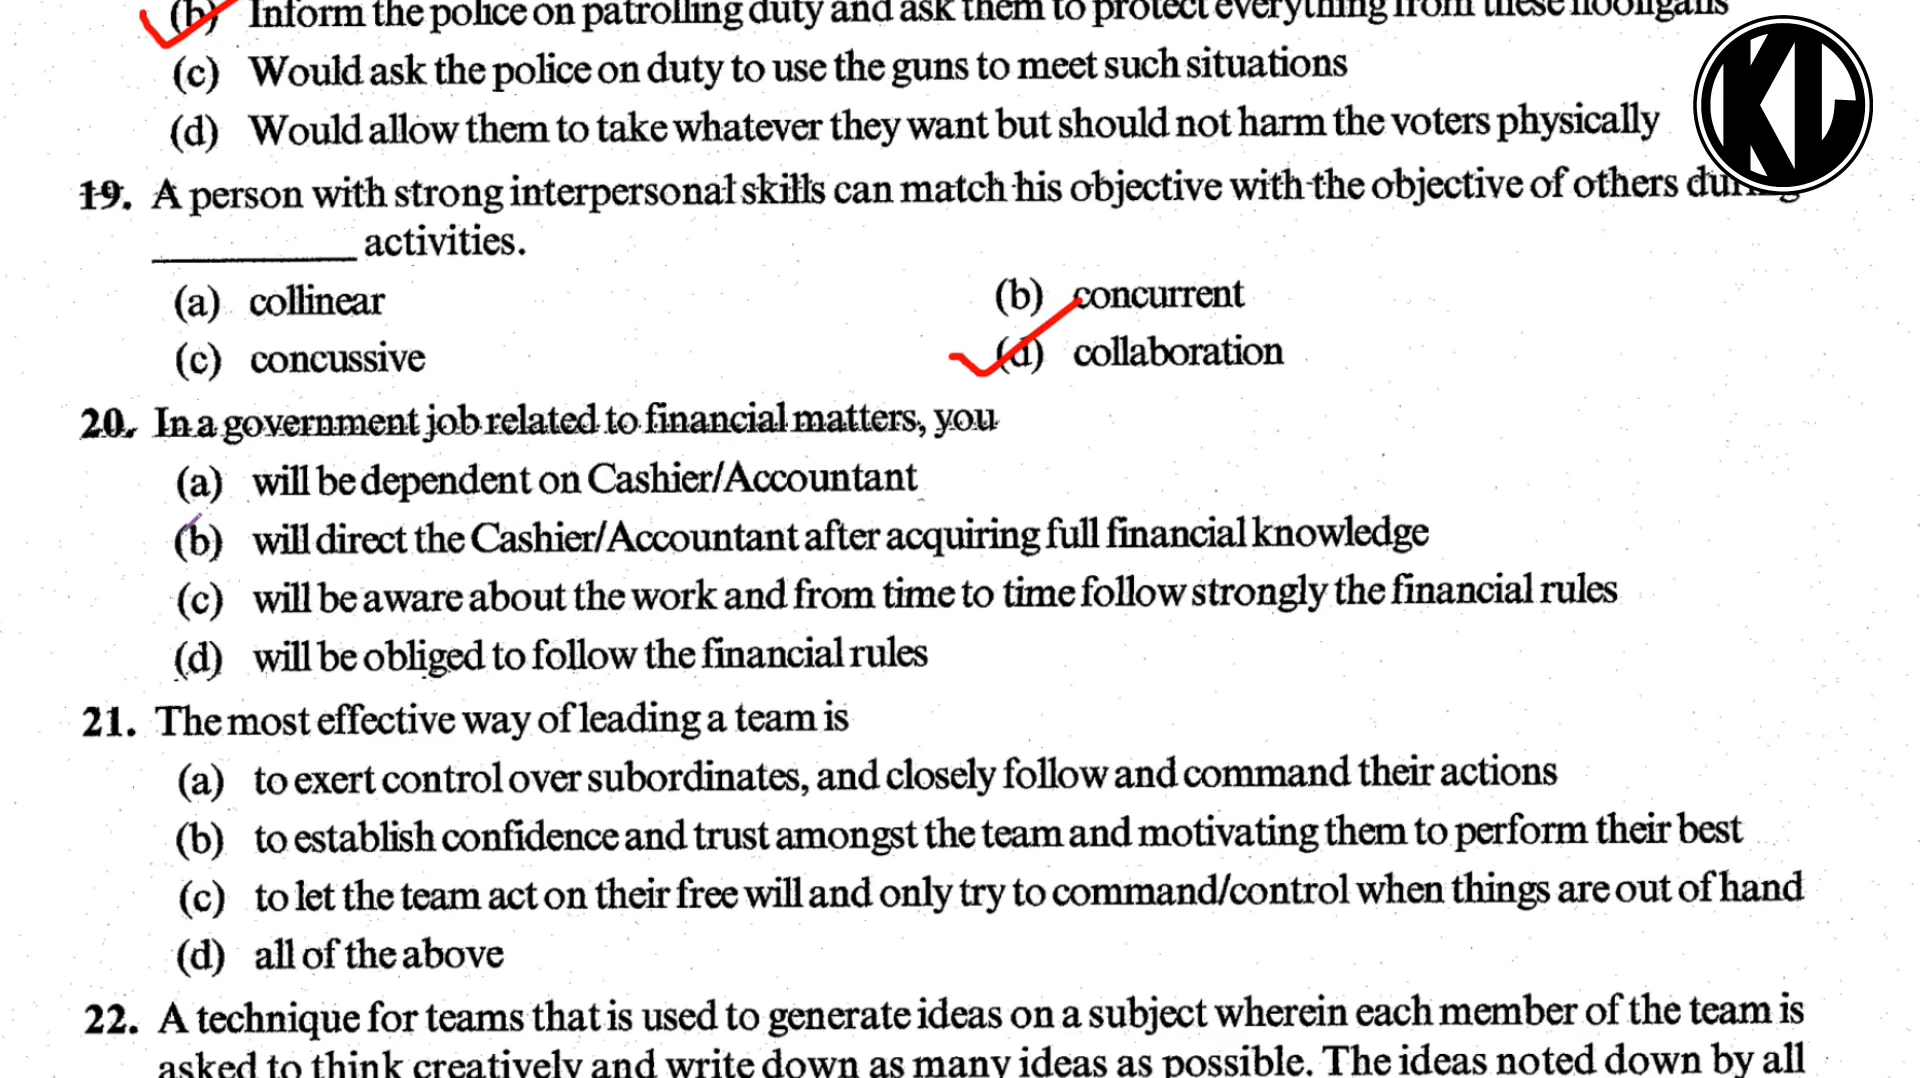 (b) Inform the police on patrolling duty and ask them to protect everything from these hooligans
(c) Would ask the police on duty to use the guns to meet such situations
(d) Would allow them to take whatever they want but should not harm the voters physically
KL
19. A person with strong interpersonal skills can match his objective with the objective of others during
__________ activities.
(a) collinear (b) concurrent
(c) concussive (d) collaboration
20. In a government job related to financial matters, you
(a) will be dependent on Cashier/Accountant
(b) will direct the Cashier/Accountant after acquiring full financial knowledge
(c) will be aware about the work and from time to time follow strongly the financial rules
(d) will be obliged to follow the financial rules
21. The most effective way of leading a team is
(a) to exert control over subordinates, and closely follow and command their actions
(b) to establish confidence and trust amongst the team and motivating them to perform their best
(c) to let the team act on their free will and only try to command/control when things are out of hand
(d) all of the above
22. A technique for teams that is used to generate ideas on a subject wherein each member of the team is
asked to think creatively and write down as many ideas as possible. The ideas noted down by all